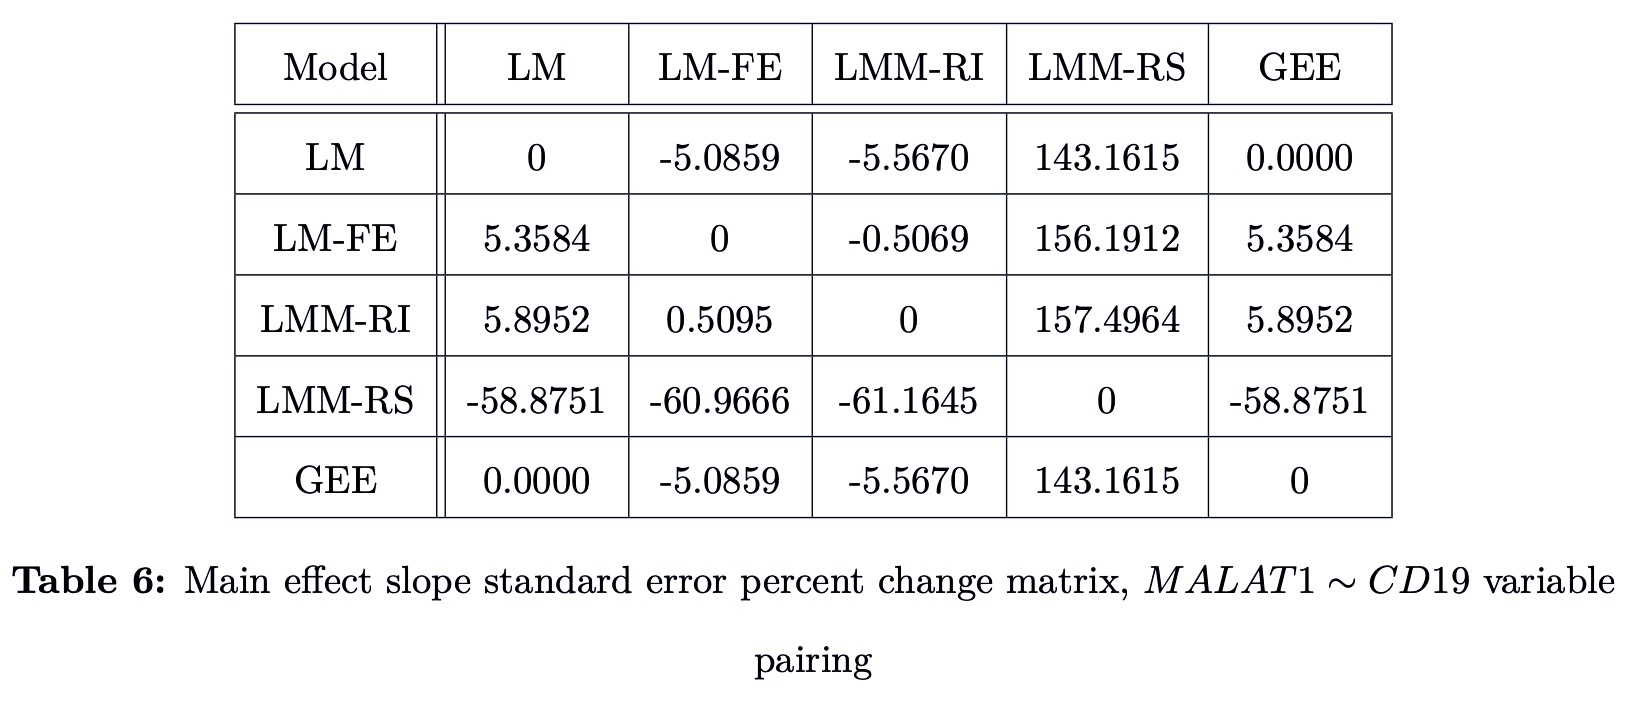 Model LM LM-FE LMM-RI LMM-RS GEE
LM 0 -5.0859 -5.5670 143.1615 0.0000
LM-FE 5.3584 0 -0.5069 156.1912 5.3584
LMM-RI 5.8952 0.5095 0 157.4964 5.8952
LMM-RS -58.8751 -60.9666 -61.1645 0 -58.8751
GEE 0.0000 -5.0859 -5.5670 143.1615 0
Table 6: Main effect slope standard error percent change matrix, MALAT1 ∼ CD19 variable
pairing